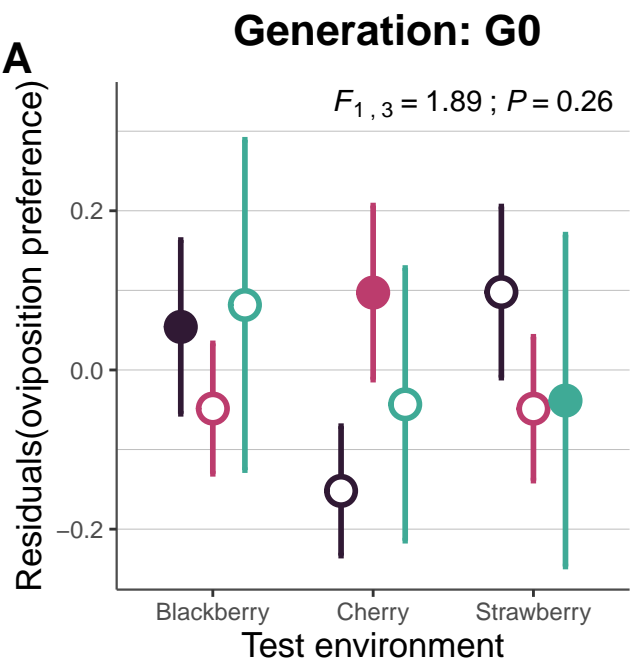 Generation: G0
A
F1 , 3 = 1.89 ; P = 0.26
Residuals(oviposition preference)
0.2
0.0
−0.2
Blackberry Cherry Strawberry
Test environment